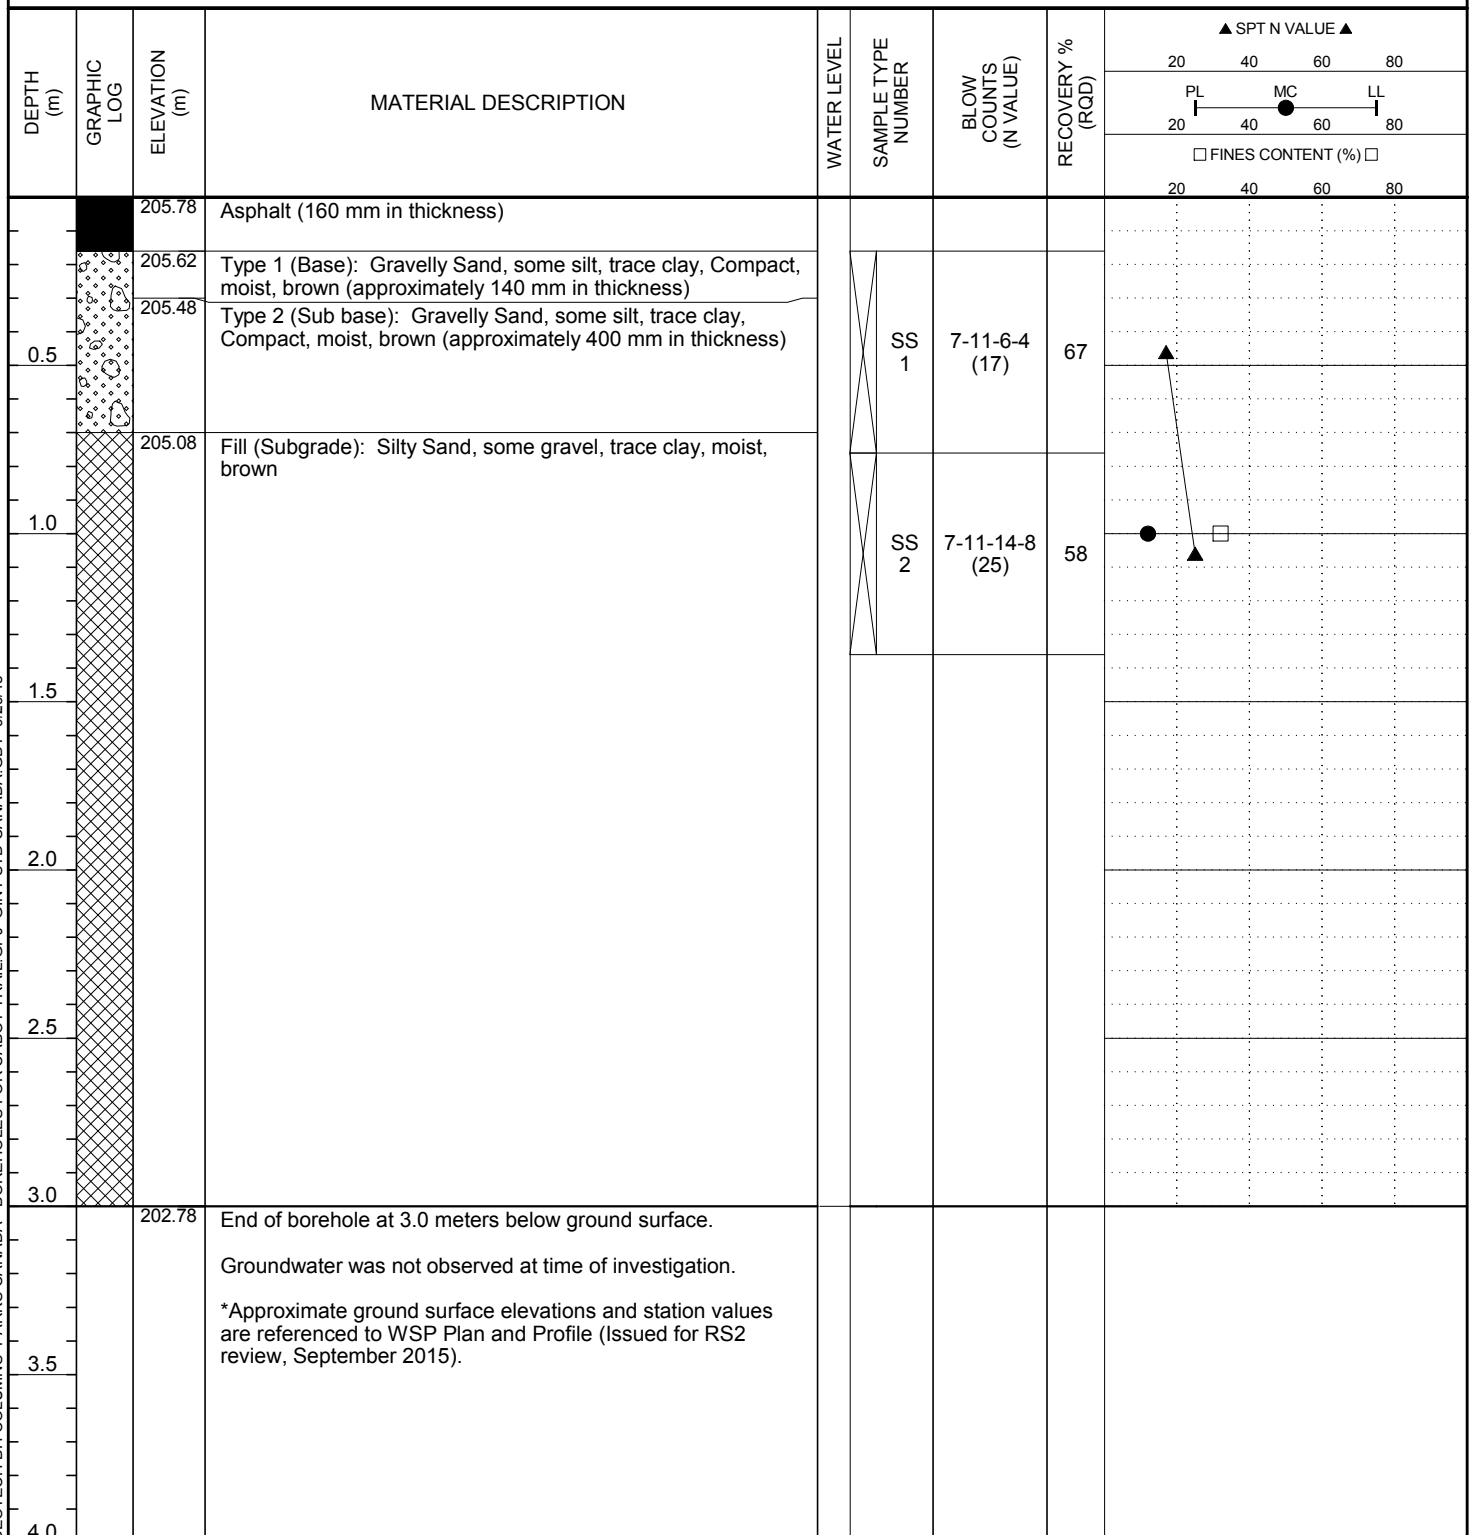 DEPTH
(m)
GRAPHIC
LOG
ELEVATION
(m)
MATERIAL DESCRIPTION
WATER LEVEL
SAMPLE TYPE
NUMBER
BLOW
COUNTS
(N VALUE)
RECOVERY %
(RQD)
▲ SPT N VALUE ▲
20 40 60 80
PL MC LL
20 40 60 80
□ FINES CONTENT (%) □
20 40 60 80
205.78 Asphalt (160 mm in thickness)
205.62 Type 1 (Base): Gravelly Sand, some silt, trace clay, Compact,
moist, brown (approximately 140 mm in thickness)
205.48 Type 2 (Sub base): Gravelly Sand, some silt, trace clay,
Compact, moist, brown (approximately 400 mm in thickness)
SS
1
7-11-6-4
(17)
67
0.5
205.08 Fill (Subgrade): Silty Sand, some gravel, trace clay, moist,
brown
1.0
SS
2
7-11-14-8
(25)
58
1.5
2.0
2.5
3.0
202.78 End of borehole at 3.0 meters below ground surface.
Groundwater was not observed at time of investigation.
*Approximate ground surface elevations and station values
are referenced to WSP Plan and Profile (Issued for RS2
review, September 2015).
3.5
4.0